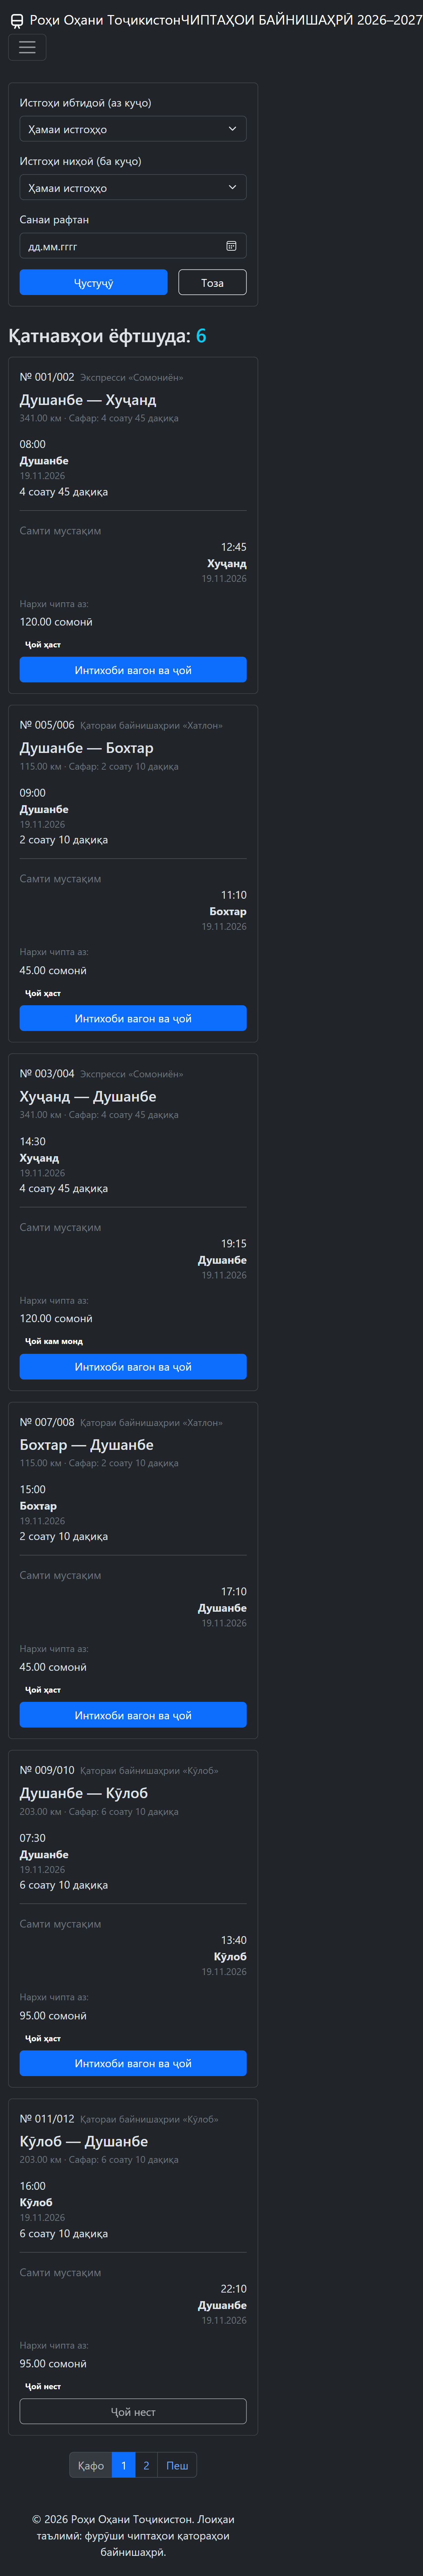 Роҳи Оҳани Тоҷикистон ЧИПТАҲОИ БАЙНИШАҲРӢ 2026–2027
Истгоҳи ибтидоӣ (аз куҷо)
Ҳамаи истгоҳҳо
Истгоҳи ниҳоӣ (ба куҷо)
Ҳамаи истгоҳҳо
Санаи рафтан
дд.мм.гггг
Ҷустуҷӯ
Тоза
Қатнавҳои ёфтшуда: 6
№ 001/002 Экспресси «Сомониён»
Душанбе — Хуҷанд
341.00 км · Сафар: 4 соату 45 дақиқа
08:00
Душанбе
19.11.2026
4 соату 45 дақиқа
Самти мустақим
12:45
Хуҷанд
19.11.2026
Нархи чипта аз:
120.00 сомонӣ
Ҷой ҳаст
Интихоби вагон ва ҷой
№ 005/006 Қатораи байнишаҳрии «Хатлон»
Душанбе — Бохтар
115.00 км · Сафар: 2 соату 10 дақиқа
09:00
Душанбе
19.11.2026
2 соату 10 дақиқа
Самти мустақим
11:10
Бохтар
19.11.2026
Нархи чипта аз:
45.00 сомонӣ
Ҷой ҳаст
Интихоби вагон ва ҷой
№ 003/004 Экспресси «Сомониён»
Хуҷанд — Душанбе
341.00 км · Сафар: 4 соату 45 дақиқа
14:30
Хуҷанд
19.11.2026
4 соату 45 дақиқа
Самти мустақим
19:15
Душанбе
19.11.2026
Нархи чипта аз:
120.00 сомонӣ
Ҷой кам монд
Интихоби вагон ва ҷой
№ 007/008 Қатораи байнишаҳрии «Хатлон»
Бохтар — Душанбе
115.00 км · Сафар: 2 соату 10 дақиқа
15:00
Бохтар
19.11.2026
2 соату 10 дақиқа
Самти мустақим
17:10
Душанбе
19.11.2026
Нархи чипта аз:
45.00 сомонӣ
Ҷой ҳаст
Интихоби вагон ва ҷой
№ 009/010 Қатораи байнишаҳрии «Кӯлоб»
Душанбе — Кӯлоб
203.00 км · Сафар: 6 соату 10 дақиқа
07:30
Душанбе
19.11.2026
6 соату 10 дақиқа
Самти мустақим
13:40
Кӯлоб
19.11.2026
Нархи чипта аз:
95.00 сомонӣ
Ҷой ҳаст
Интихоби вагон ва ҷой
№ 011/012 Қатораи байнишаҳрии «Кӯлоб»
Кӯлоб — Душанбе
203.00 км · Сафар: 6 соату 10 дақиқа
16:00
Кӯлоб
19.11.2026
6 соату 10 дақиқа
Самти мустақим
22:10
Душанбе
19.11.2026
Нархи чипта аз:
95.00 сомонӣ
Ҷой нест
Ҷой нест
Қафо 1 2 Пеш
© 2026 Роҳи Оҳани Тоҷикистон. Лоиҳаи
таълимӣ: фурӯши чиптаҳои қатораҳои
байнишаҳрӣ.